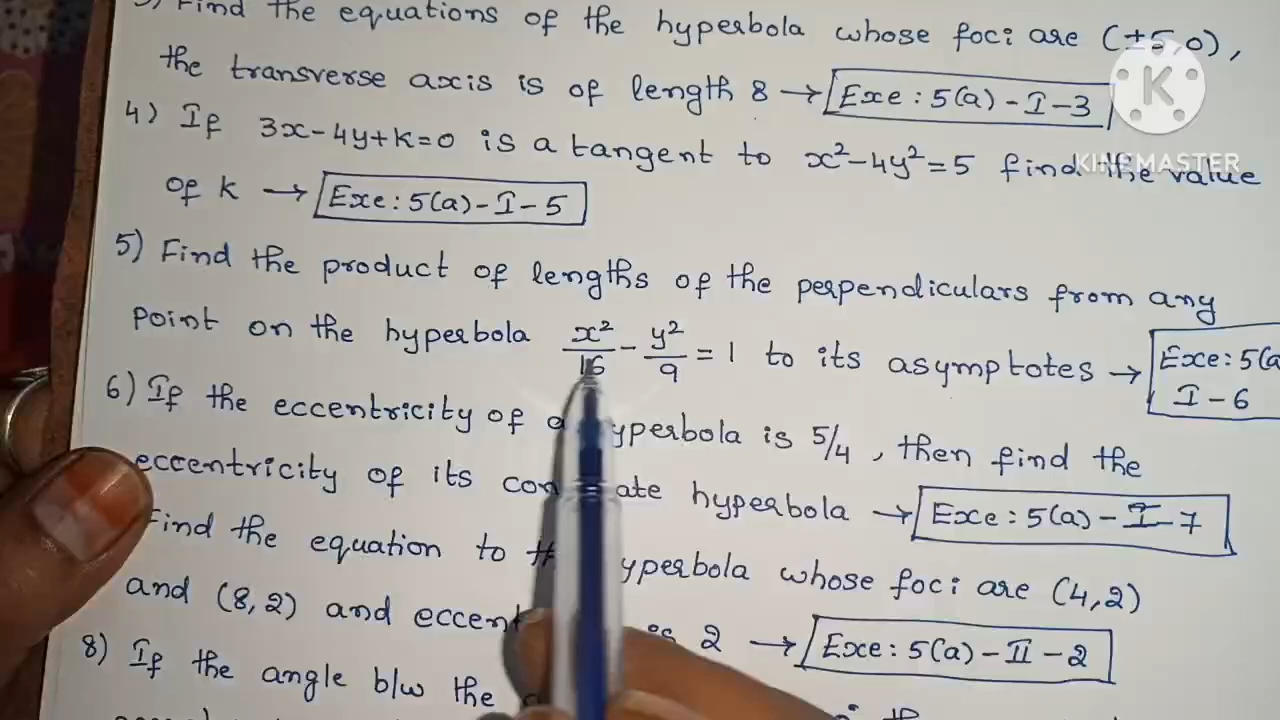 Find the equations of the hyperbola whose foci are (±5,0),
the transverse axis is of length 8 → Exe: 5(a) - I - 3
4) If 3x-4y+k=0 is a tangent to x²-4y²=5 find the value
of k → Exe: 5(a) - I - 5
5) Find the product of lengths of the perpendiculars from any
point on the hyperbola x²/16 - y²/9 = 1 to its asymptotes → Exe: 5(a
I - 6
6) If the eccentricity of a hyperbola is 5/4, then find the
eccentricity of its conjugate hyperbola → Exe: 5(a) - I - 7
Find the equation to the hyperbola whose foci are (4,2)
and (8,2) and eccent is 2 → Exe: 5(a) - II - 2
8) If the angle b/w the
K
KINEMASTER